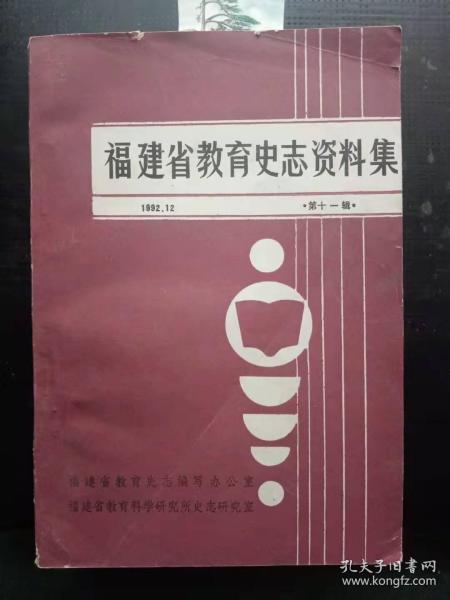 福建省教育史志资料集
1992.12
•第十一辑•
福建省教育史志编写办公室
福建省教育科学研究所史志研究室
孔夫子旧书网
www.kongfz.com